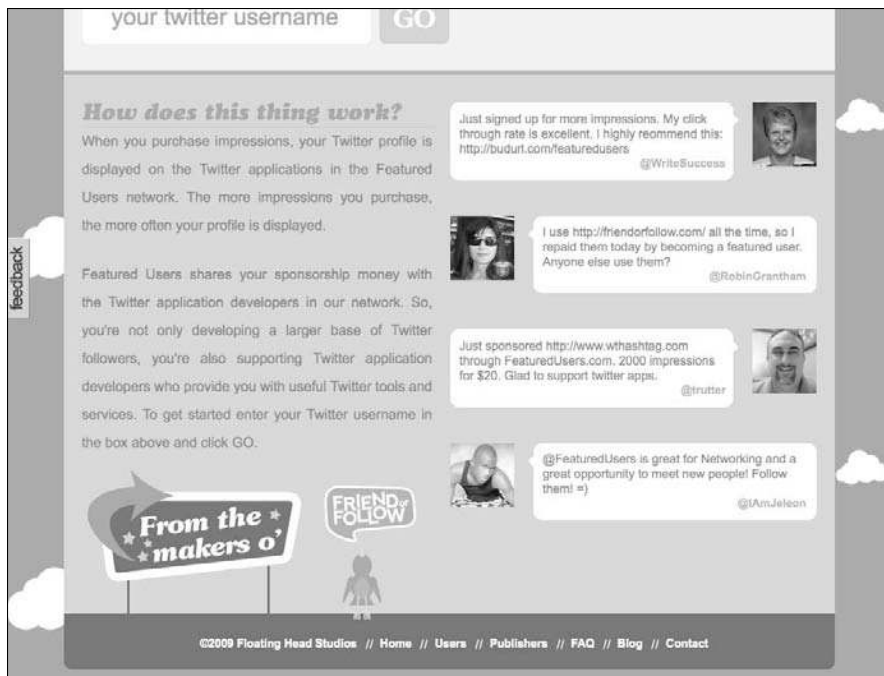 your twitter username
GO
How does this thing work?
When you purchase impressions, your Twitter profile is
displayed on the Twitter applications in the Featured
Users network. The more impressions you purchase,
the more often your profile is displayed.
Featured Users shares your sponsorship money with
the Twitter application developers in our network. So,
you're not only developing a larger base of Twitter
followers, you're also supporting Twitter application
developers who provide you with useful Twitter tools and
services. To get started enter your Twitter username in
the box above and click GO.
Just signed up for more impressions. My click
through rate is excellent. I highly reommend this:
http://budurl.com/featuredusers
@WriteSuccess
I use http://friendorfollow.com/ all the time, so I
repaid them today by becoming a featured user.
Anyone else use them?
@RobinGrantham
Just sponsored http://www.wthashtag.com
through FeaturedUsers.com. 2000 impressions
for $20. Glad to support twitter apps.
@trutter
@FeaturedUsers is great for Networking and a
great opportunity to meet new people! Follow
them! =)
@IAmJeleon
feedback
From the
makers o'
FRIEND or
FOLLOW
©2009 Floating Head Studios // Home // Users // Publishers // FAQ // Blog // Contact